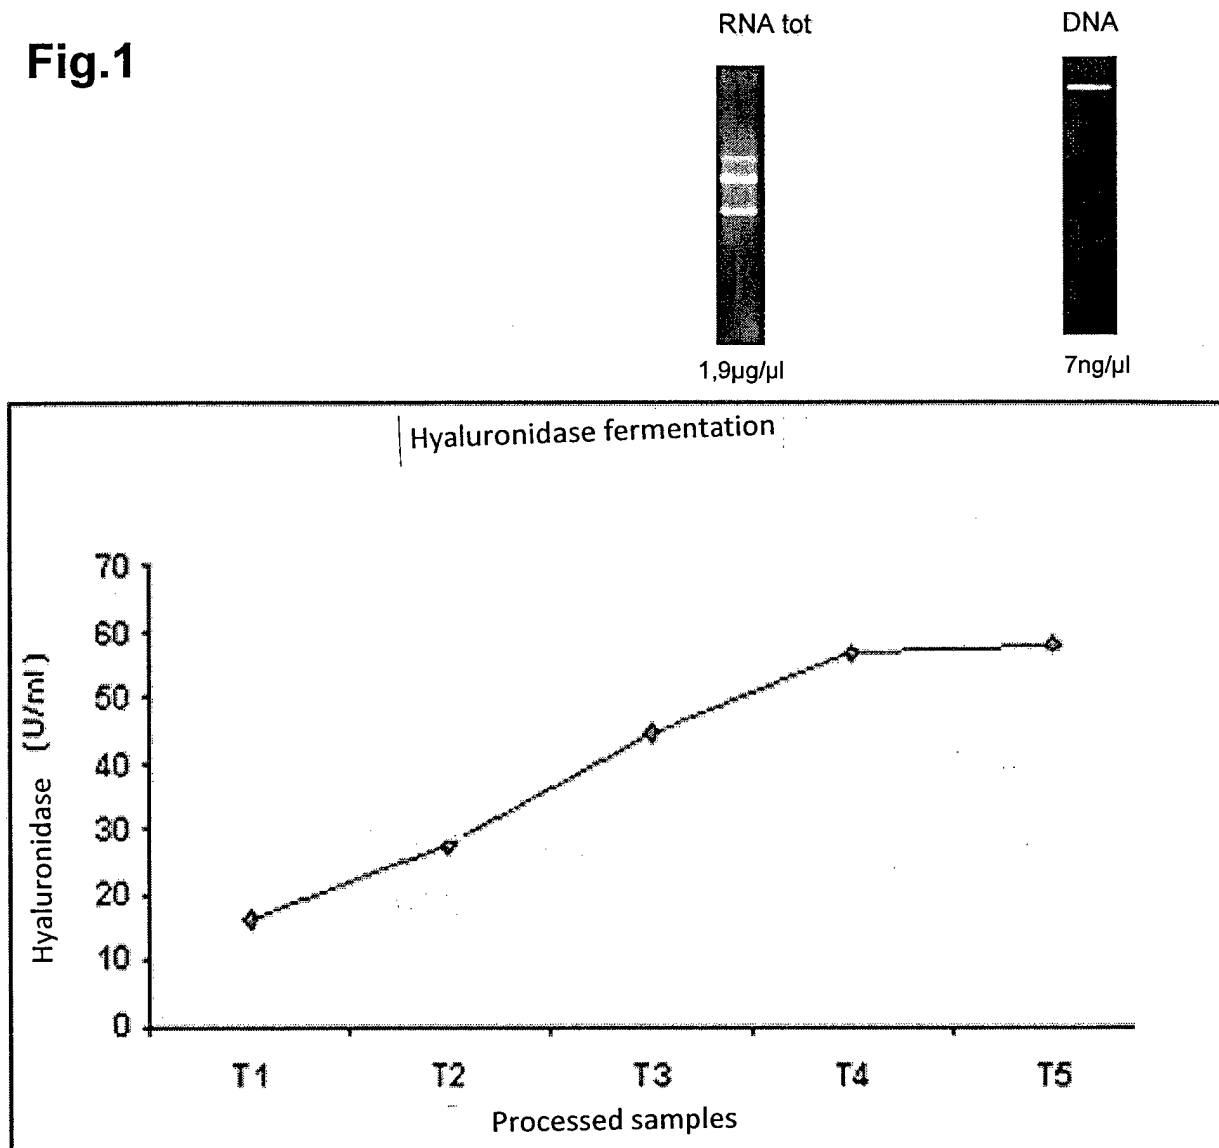 Fig.1
RNA tot
DNA
1,9µg/µl
7ng/µl
Hyaluronidase fermentation
Hyaluronidase (U/ml)
70
60
50
40
30
20
10
0
T1 T2 T3 T4 T5
Processed samples